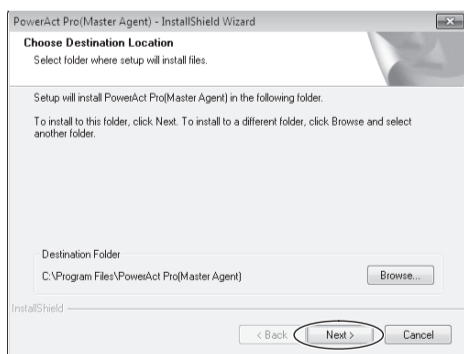 PowerAct Pro(Master Agent) - InstallShield Wizard
Choose Destination Location
Select folder where setup will install files.
Setup will install PowerAct Pro(Master Agent) in the following folder.
To install to this folder, click Next. To install to a different folder, click Browse and select
another folder.
Destination Folder
C:\Program Files\PowerAct Pro(Master Agent)
Browse...
InstallShield
< Back
Next >
Cancel